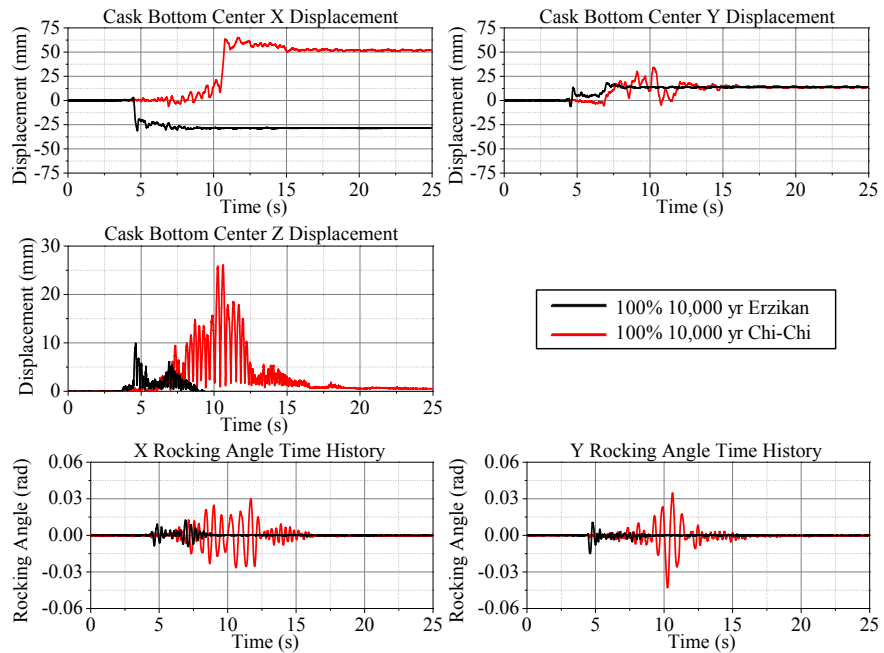 Cask Bottom Center X Displacement
Displacement (mm)
75
50
25
0
-25
-50
-75
0 5 10 15 20 25
Time (s)
Cask Bottom Center Y Displacement
Displacement (mm)
75
50
25
0
-25
-50
-75
0 5 10 15 20 25
Time (s)
Cask Bottom Center Z Displacement
Displacement (mm)
30
20
10
0
0 5 10 15 20 25
Time (s)
100% 10,000 yr Erzikan
100% 10,000 yr Chi-Chi
X Rocking Angle Time History
Rocking Angle (rad)
0.06
0.03
0.00
-0.03
-0.06
0 5 10 15 20 25
Time (s)
Y Rocking Angle Time History
Rocking Angle (rad)
0.06
0.03
0.00
-0.03
-0.06
0 5 10 15 20 25
Time (s)